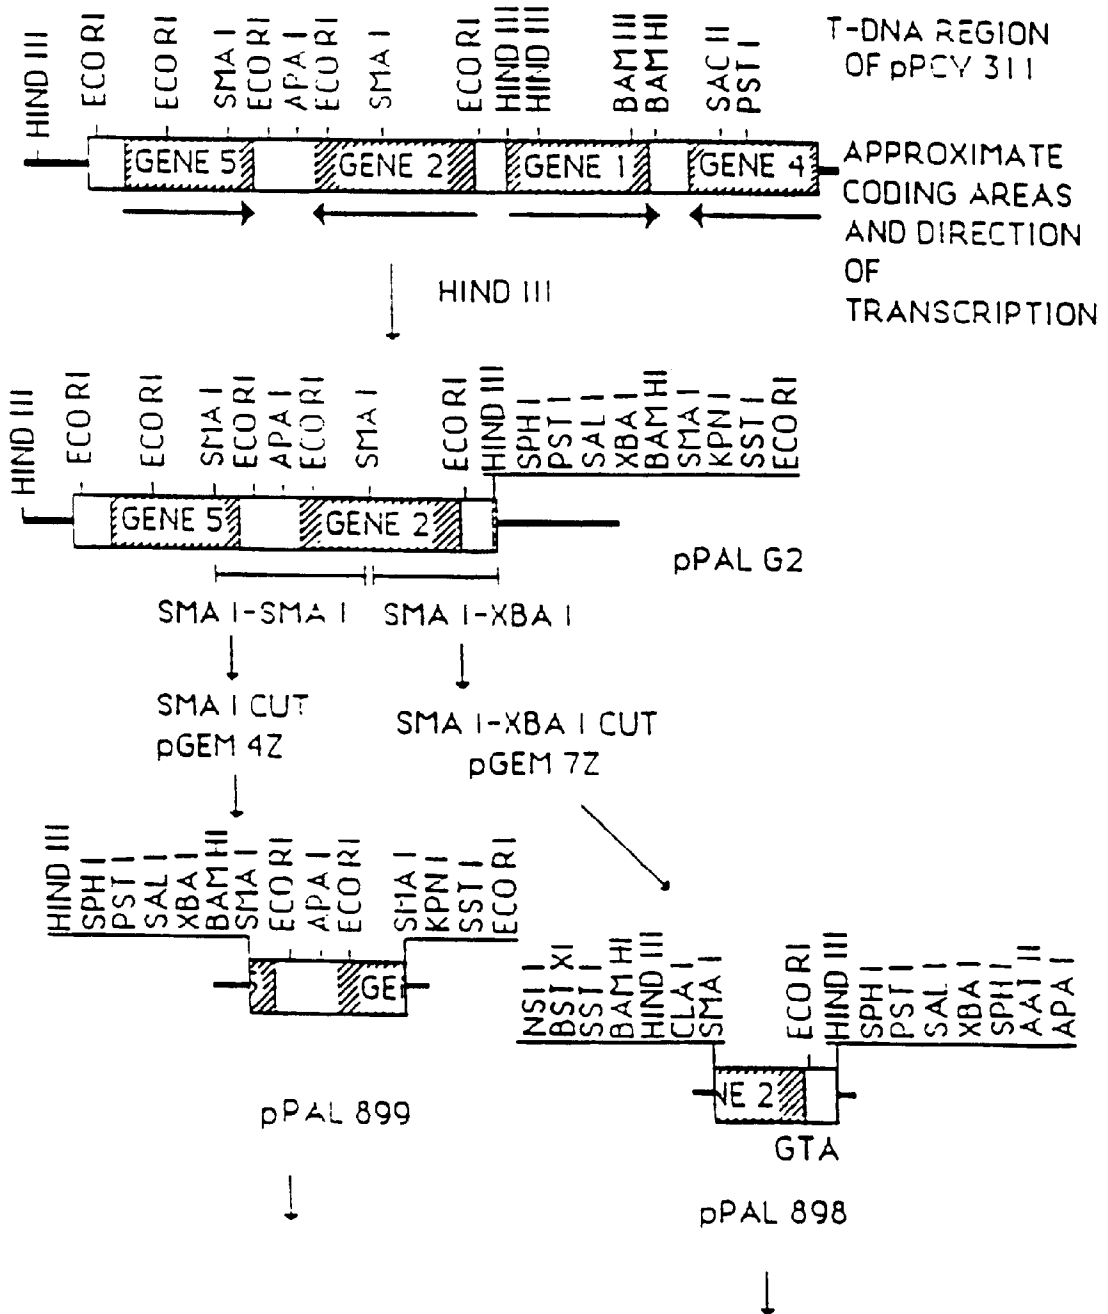 HIND III
ECO RI
ECO RI
SMA I
ECO RI
APA I
ECO RI
SMA I
ECO RI
HIND III
HIND III
BAM III
BAM HI
SAC II
PST I
T-DNA REGION
OF pPCY 311
GENE 5
GENE 2
GENE 1
GENE 4
APPROXIMATE
CODING AREAS
AND DIRECTION
OF
TRANSCRIPTION
HIND III
HIND III
ECO RI
ECO RI
SMA I
ECO RI
APA I
ECO RI
SMA I
ECO RI
HIND III
SPH I
PST I
SAL I
XBA I
BAM HI
SMA I
KPN I
SST I
ECO RI
GENE 5
GENE 2
pPAL G2
SMA I-SMA I
SMA I-XBA I
SMA I CUT
pGEM 4Z
SMA I-XBA I CUT
pGEM 7Z
HIND III
SPH I
PST I
SAL I
XBA I
BAM HI
SMA I
ECO RI
APA I
ECO RI
SMA I
KPN I
SST I
ECO RI
GEI
pPAL 899
NSI I
BST XI
SST I
BAM HI
HIND III
CLA I
SMA I
ECO RI
HIND III
SPH I
PST I
SAL I
XBA I
SPH I
AAT II
APA I
NE 2
GTA
pPAL 898